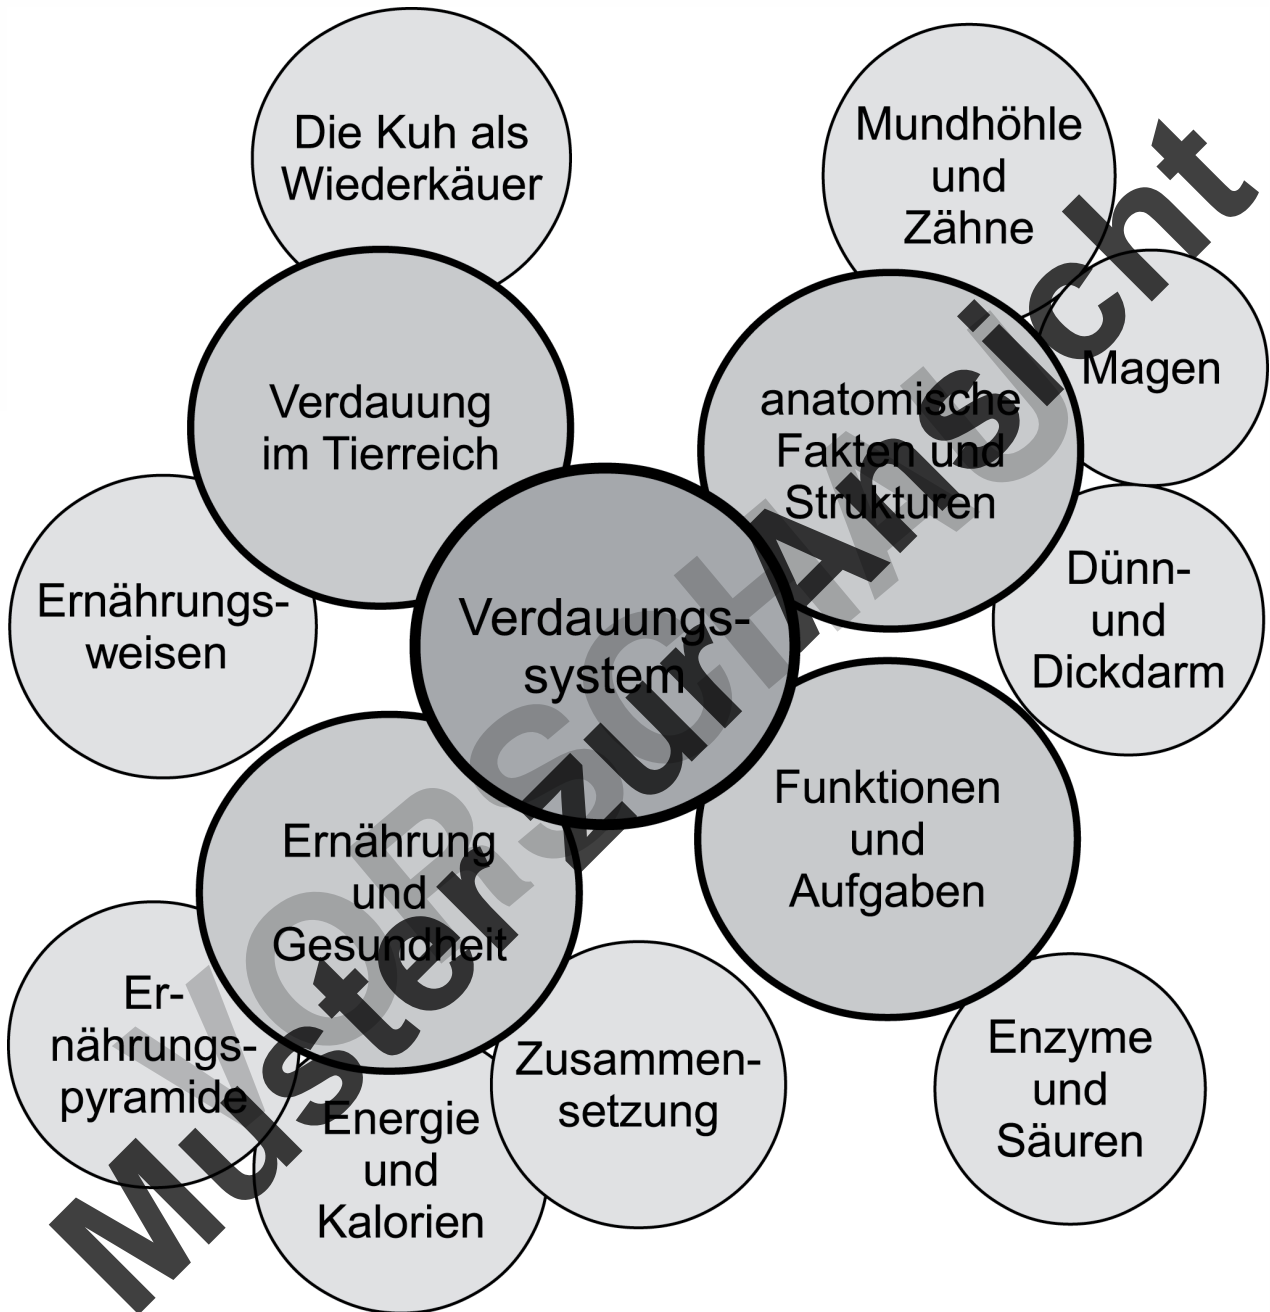 Die Kuh als
Wiederkäuer
Mundhöhle
und
Zähne
Magen
Verdauung
im Tierreich
anatomische
Fakten und
Strukturen
Dünn-
und
Dickdarm
Ernährungs-
weisen
Verdauungs-
system
Funktionen
und
Aufgaben
Ernährung
und
Gesundheit
Er-
nährungs-
pyramide
Energie
und
Kalorien
Zusammen-
setzung
Enzyme
und
Säuren
VORSCHAU
Muster zur Ansicht